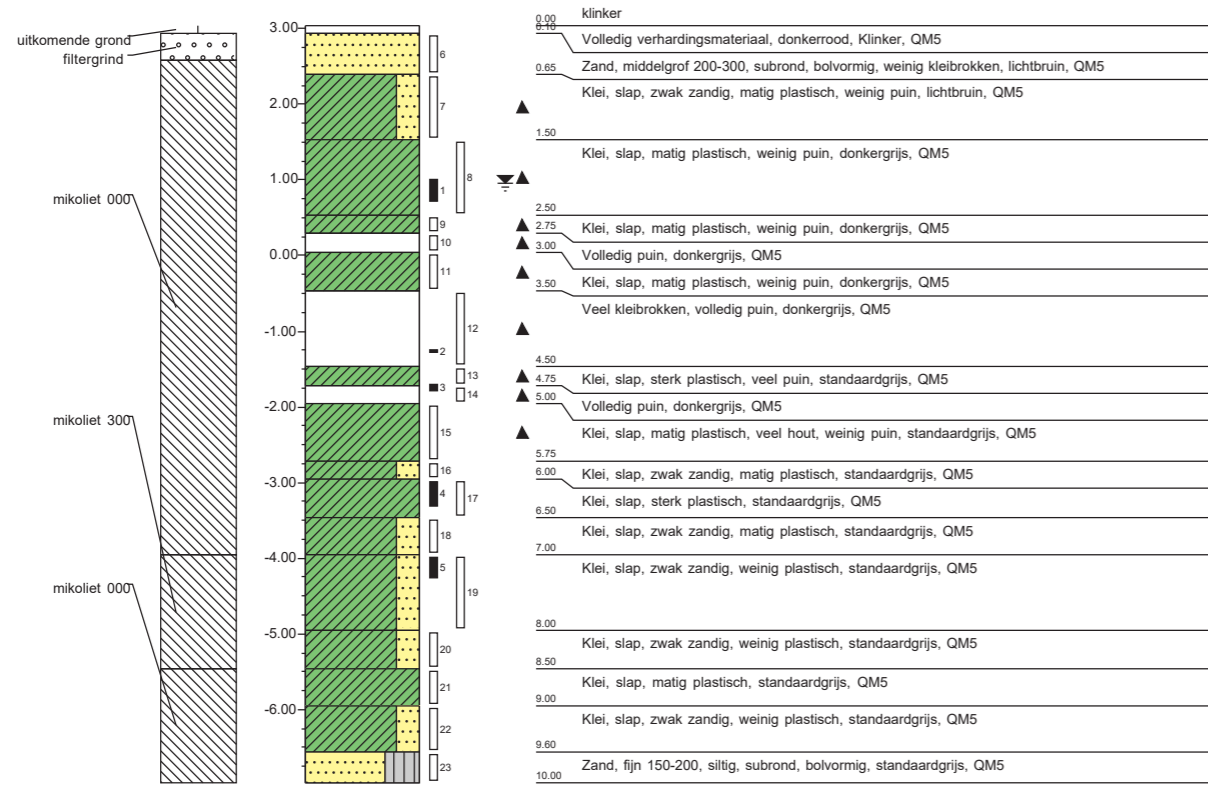 uitkomende grond
filtergrind
mikoliet 000
mikoliet 300
mikoliet 000
3.00
2.00
1.00
0.00
-1.00
-2.00
-3.00
-4.00
-5.00
-6.00
6
7
8
1
9
10
11
12
2
13
3
14
15
16
4
17
18
5
19
20
21
22
23
0.00
klinker
0.10
Volledig verhardingsmateriaal, donkerrood, Klinker, QM5
0.65
Zand, middelgrof 200-300, subrond, bolvormig, weinig kleibrokken, lichtbruin, QM5
Klei, slap, zwak zandig, matig plastisch, weinig puin, lichtbruin, QM5
1.50
Klei, slap, matig plastisch, weinig puin, donkergrijs, QM5
2.50
2.75
Klei, slap, matig plastisch, weinig puin, donkergrijs, QM5
3.00
Volledig puin, donkergrijs, QM5
3.50
Klei, slap, matig plastisch, weinig puin, donkergrijs, QM5
Veel kleibrokken, volledig puin, donkergrijs, QM5
4.50
4.75
Klei, slap, sterk plastisch, veel puin, standaardgrijs, QM5
5.00
Volledig puin, donkergrijs, QM5
Klei, slap, matig plastisch, veel hout, weinig puin, standaardgrijs, QM5
5.75
6.00
Klei, slap, zwak zandig, matig plastisch, standaardgrijs, QM5
Klei, slap, sterk plastisch, standaardgrijs, QM5
6.50
Klei, slap, zwak zandig, matig plastisch, standaardgrijs, QM5
7.00
Klei, slap, zwak zandig, weinig plastisch, standaardgrijs, QM5
8.00
Klei, slap, zwak zandig, weinig plastisch, standaardgrijs, QM5
8.50
Klei, slap, matig plastisch, standaardgrijs, QM5
9.00
Klei, slap, zwak zandig, weinig plastisch, standaardgrijs, QM5
9.60
Zand, fijn 150-200, siltig, subrond, bolvormig, standaardgrijs, QM5
10.00